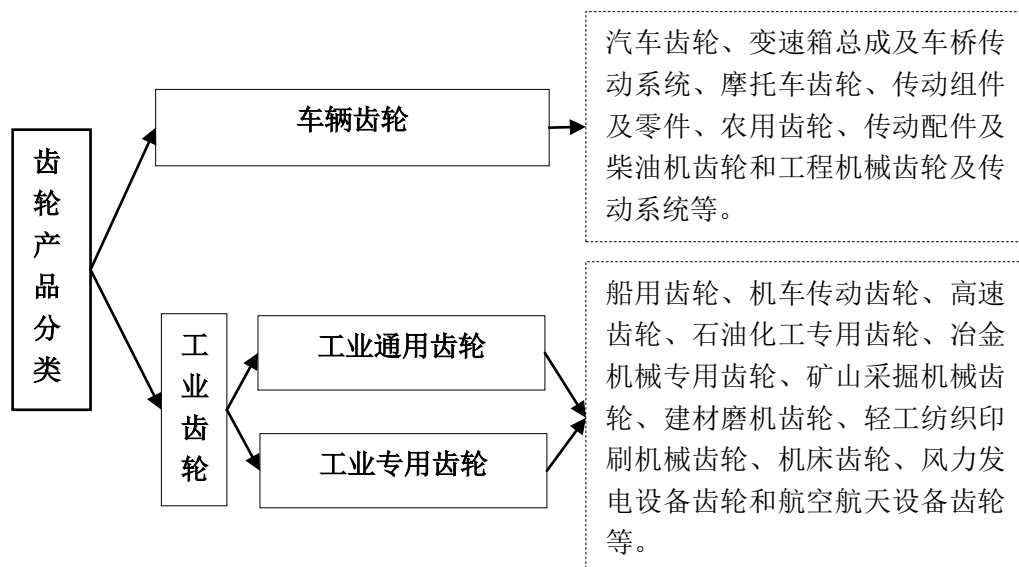 齿轮产品分类
车辆齿轮
汽车齿轮、变速箱总成及车桥传
动系统、摩托车齿轮、传动组件
及零件、农用齿轮、传动配件及
柴油机齿轮和工程机械齿轮及传
动系统等。
工业齿轮
工业通用齿轮
工业专用齿轮
船用齿轮、机车传动齿轮、高速
齿轮、石油化工专用齿轮、冶金
机械专用齿轮、矿山采掘机械齿
轮、建材磨机齿轮、轻工纺织印
刷机械齿轮、机床齿轮、风力发
电设备齿轮和航空航天设备齿轮
等。